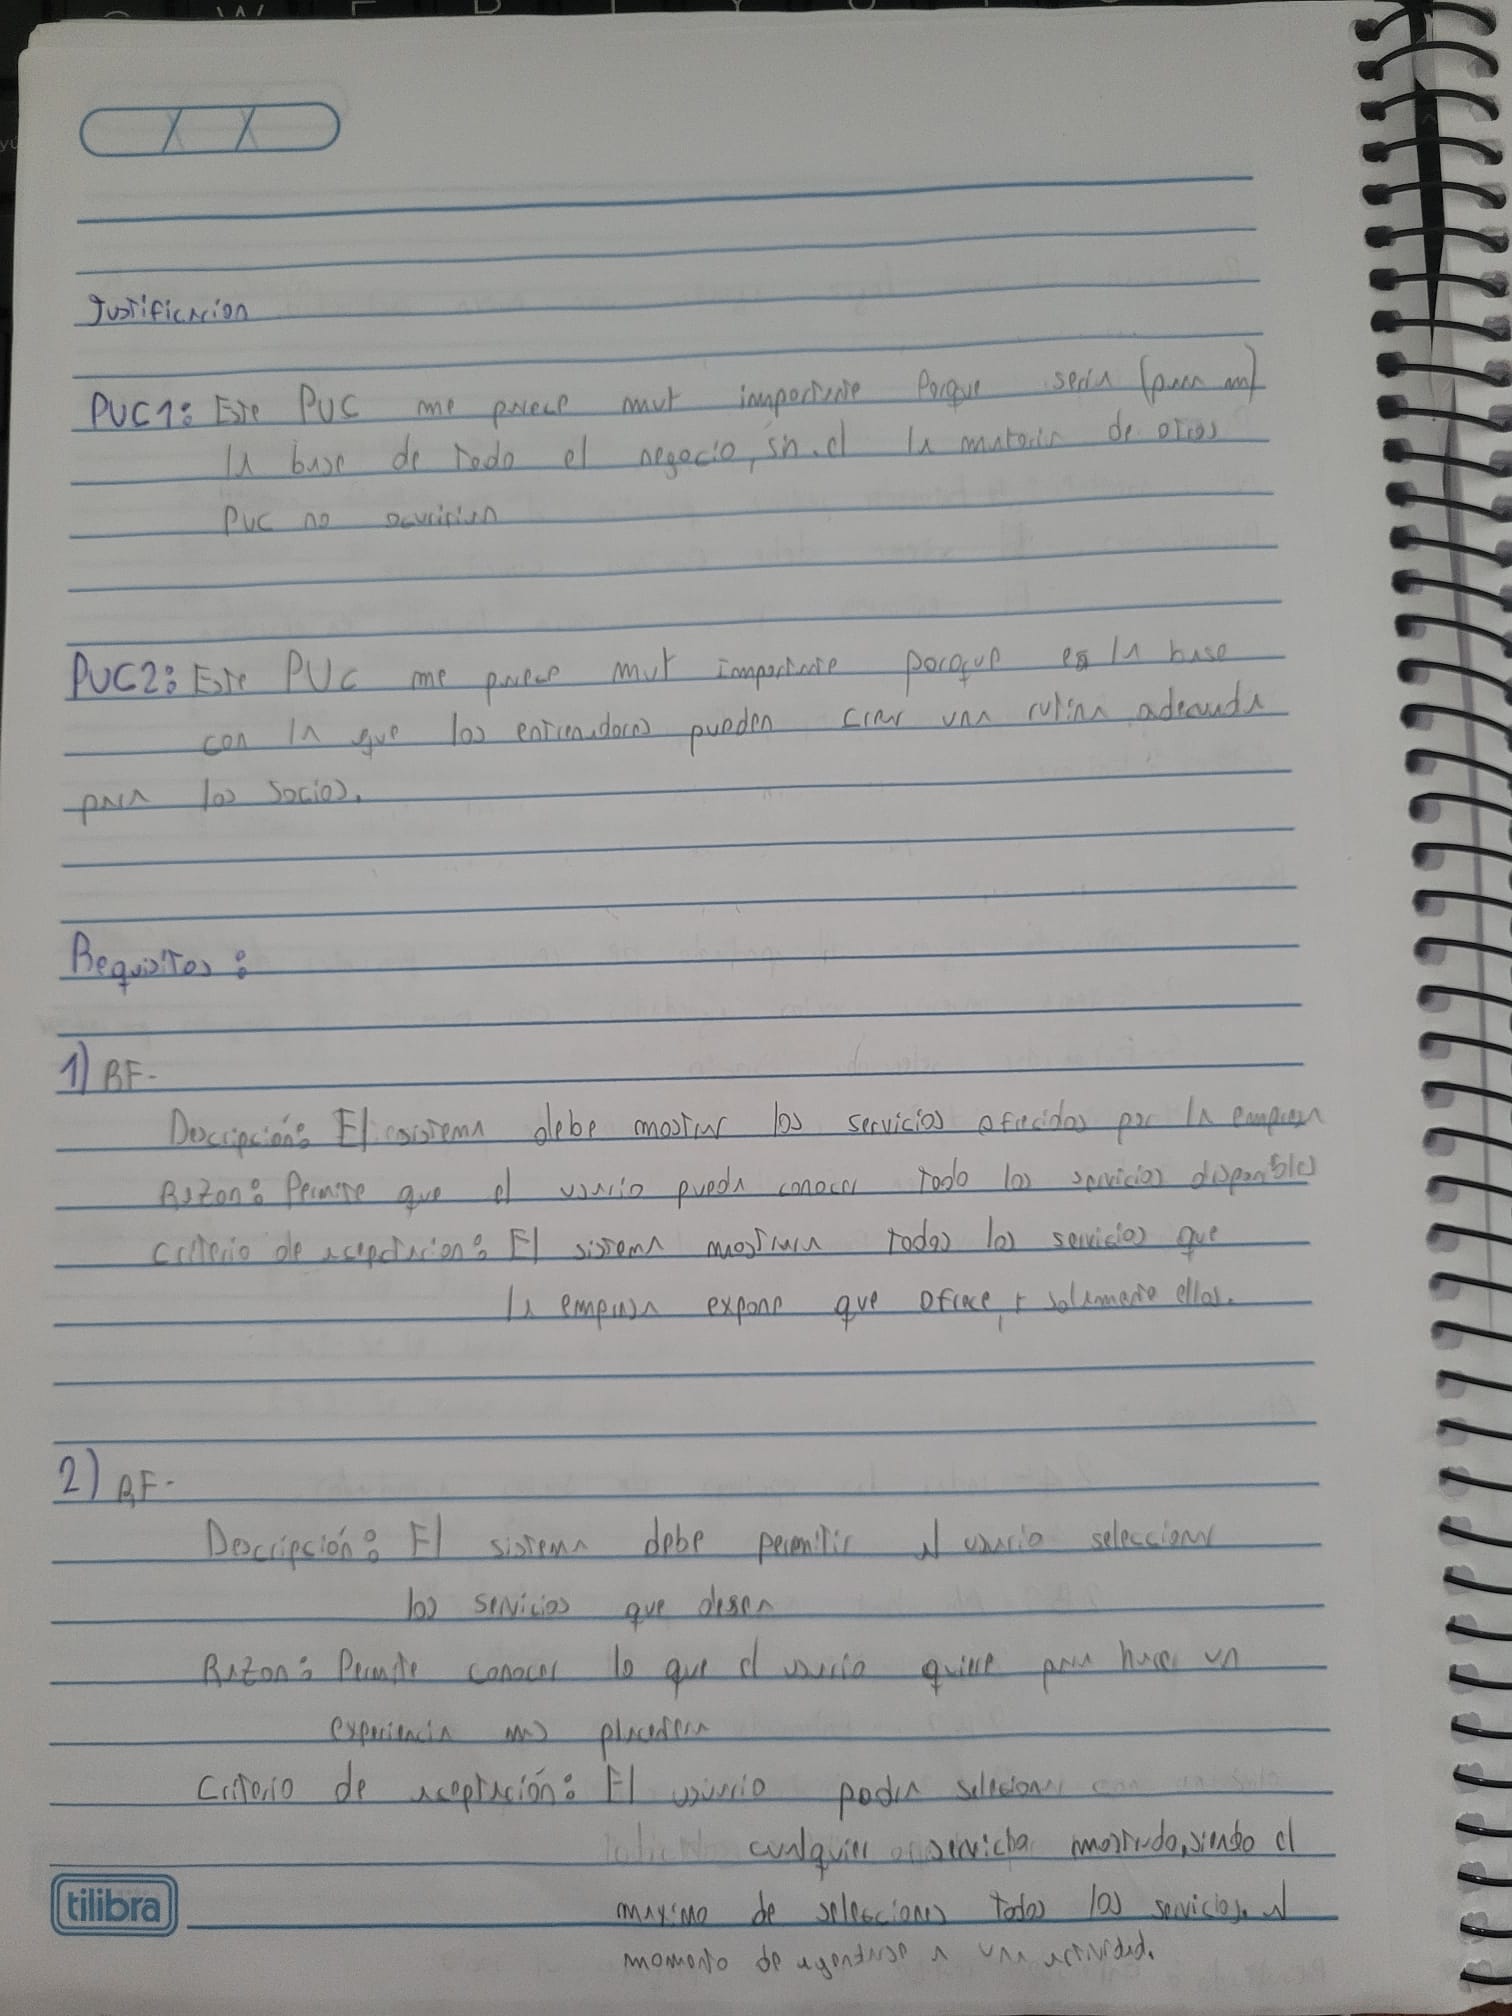 Justificacion
PUC1: Este PUC me parece muy importante Porque seria (para mi)
la base de todo el negocio, sin el la mayoria de otros
PUC no ocuririan
PUC2: Este PUC me parece muy importante porque es la base
con la que los entrenadores pueden crear una rutina adecuada
para los socios.
Requisitos:
1) RF-
Descripción: El sistema debe mostrar los servicios ofrecidos por la empresa
Razon: Permite que el usuario pueda conocer todo los servicios disponibles
Criterio de aceptacion: El sistema mostrara todos los servicios que
la empresa expone que ofrece, y solamente ellos.
2) RF-
Descripción: El sistema debe permitir al usuario seleccionar
los servicios que desea
Razon: Permite conocer lo que el usuario quiere para hacer un
experiencia mas placentera
Criterio de aceptación: El usuario podra selecionar
cualquier servicio mostrado, siendo el
maximo de selecciones todos los servicios. al
momento de agendarse a una actividad.
tilibra